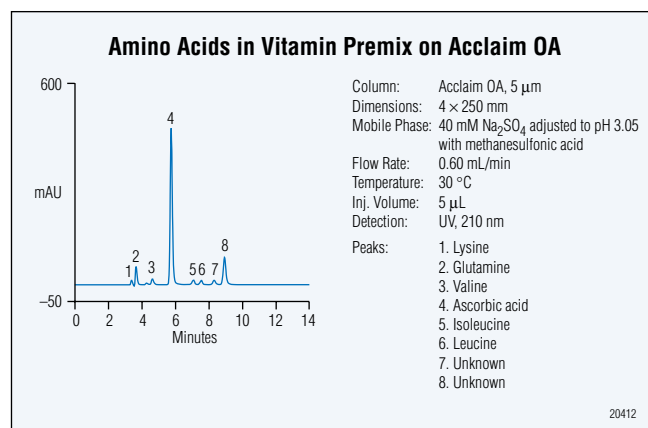 Amino Acids in Vitamin Premix on Acclaim OA
600
mAU
–50
1
2
3
4
5
6
7
8
0 2 4 6 8 10 12 14
Minutes
Column: Acclaim OA, 5 µm
Dimensions: 4 × 250 mm
Mobile Phase: 40 mM Na₂SO₄ adjusted to pH 3.05
with methanesulfonic acid
Flow Rate: 0.60 mL/min
Temperature: 30 °C
Inj. Volume: 5 µL
Detection: UV, 210 nm
Peaks: 1. Lysine
2. Glutamine
3. Valine
4. Ascorbic acid
5. Isoleucine
6. Leucine
7. Unknown
8. Unknown
20412